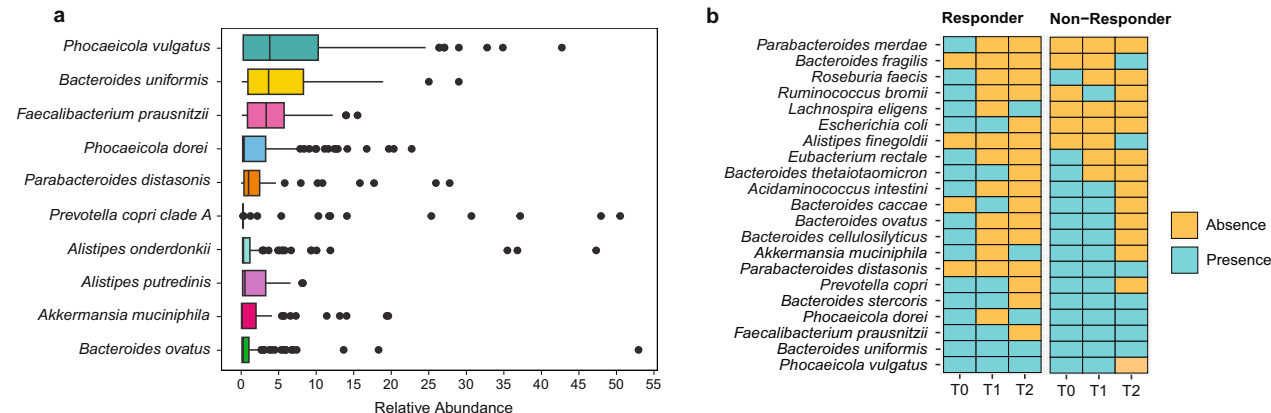 a
Phocaeicola vulgatus
Bacteroides uniformis
Faecalibacterium prausnitzii
Phocaeicola dorei
Parabacteroides distasonis
Prevotella copri clade A
Alistipes onderdonkii
Alistipes putredinis
Akkermansia muciniphila
Bacteroides ovatus
0 5 10 15 20 25 30 35 40 45 50 55
Relative Abundance
b
Responder Non-Responder
Parabacteroides merdae
Bacteroides fragilis
Roseburia faecis
Ruminococcus bromii
Lachnospira eligens
Escherichia coli
Alistipes finegoldii
Eubacterium rectale
Bacteroides thetaiotaomicron
Acidaminococcus intestini
Bacteroides caccae
Bacteroides ovatus
Bacteroides cellulosilyticus
Akkermansia muciniphila
Parabacteroides distasonis
Prevotella copri
Bacteroides stercoris
Phocaeicola dorei
Faecalibacterium prausnitzii
Bacteroides uniformis
Phocaeicola vulgatus
T0 T1 T2 T0 T1 T2
Absence
Presence